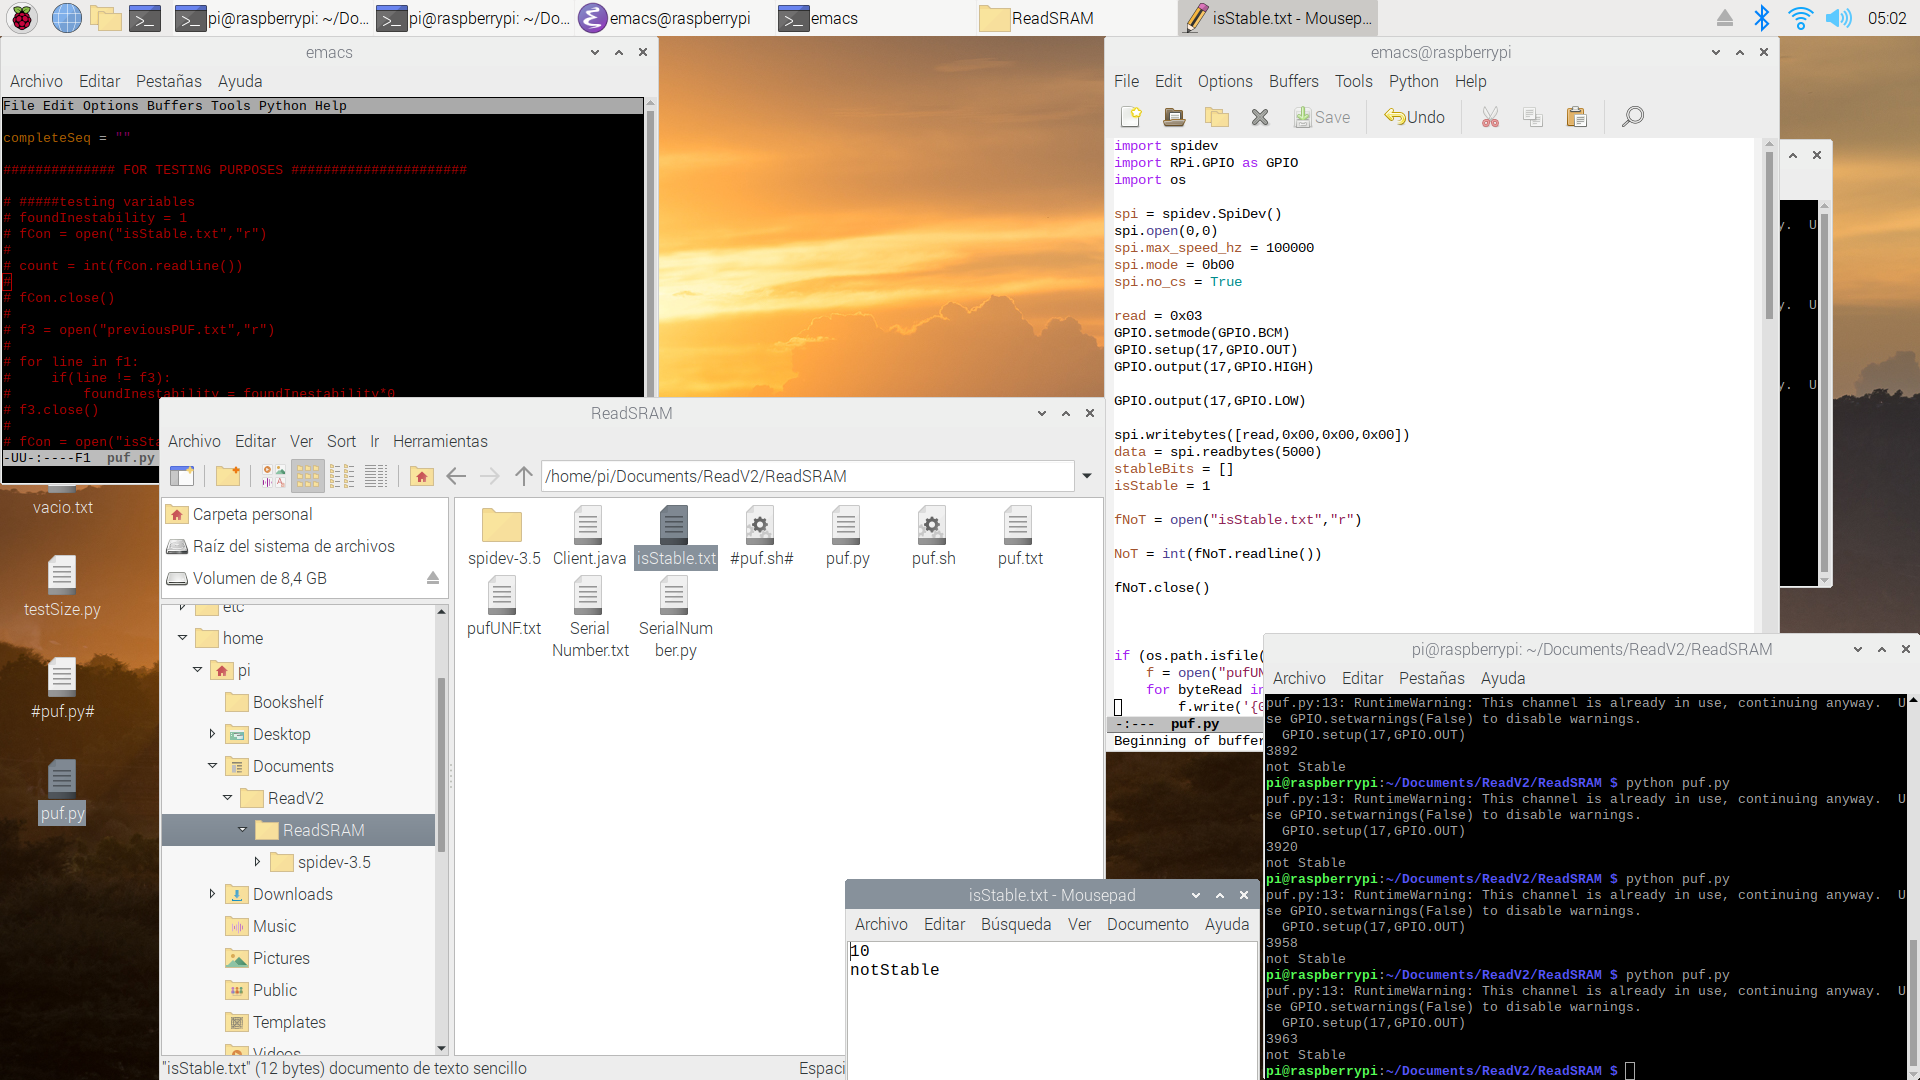 pi@raspberrypi: ~/Do...
pi@raspberrypi: ~/Do...
emacs@raspberrypi
emacs
ReadSRAM
isStable.txt - Mousep...
05:02
emacs
Archivo Editar Pestañas Ayuda
File Edit Options Buffers Tools Python Help
completeSeq = ""
############## FOR TESTING PURPOSES ######################
# #####testing variables
# foundInestability = 1
# fCon = open("isStable.txt","r")
#
# count = int(fCon.readline())
#
# fCon.close()
#
# f3 = open("previousPUF.txt","r")
#
# for line in f1:
#     if(line != f3):
#         foundInestability = foundInestability*0
# f3.close()
#
# fCon = open("isSta
-UU-:----F1  puf.py
vacio.txt
testSize.py
#puf.py#
puf.py
ReadSRAM
Archivo Editar Ver Sort Ir Herramientas
/home/pi/Documents/ReadV2/ReadSRAM
Carpeta personal
Raíz del sistema de archivos
Volumen de 8,4 GB
etc
home
pi
Bookshelf
Desktop
Documents
ReadV2
ReadSRAM
spidev-3.5
Downloads
Music
Pictures
Public
Templates
Videos
spidev-3.5 Client.java isStable.txt #puf.sh# puf.py puf.sh puf.txt
pufUNF.txt Serial Number.txt SerialNum ber.py
"isStable.txt" (12 bytes) documento de texto sencillo
Espaci
emacs@raspberrypi
File Edit Options Buffers Tools Python Help
Save Undo
import spidev
import RPi.GPIO as GPIO
import os
spi = spidev.SpiDev()
spi.open(0,0)
spi.max_speed_hz = 100000
spi.mode = 0b00
spi.no_cs = True
read = 0x03
GPIO.setmode(GPIO.BCM)
GPIO.setup(17,GPIO.OUT)
GPIO.output(17,GPIO.HIGH)
GPIO.output(17,GPIO.LOW)
spi.writebytes([read,0x00,0x00,0x00])
data = spi.readbytes(5000)
stableBits = []
isStable = 1
fNoT = open("isStable.txt","r")
NoT = int(fNoT.readline())
fNoT.close()
if (os.path.isfile(
    f = open("pufUN
    for byteRead in
        f.write('{0
-:---  puf.py
Beginning of buffer
y.  U
y.  U
y.  U
isStable.txt - Mousepad
Archivo Editar Búsqueda Ver Documento Ayuda
10
notStable
pi@raspberrypi: ~/Documents/ReadV2/ReadSRAM
Archivo Editar Pestañas Ayuda
puf.py:13: RuntimeWarning: This channel is already in use, continuing anyway.  U
se GPIO.setwarnings(False) to disable warnings.
  GPIO.setup(17,GPIO.OUT)
3892
not Stable
pi@raspberrypi:~/Documents/ReadV2/ReadSRAM $ python puf.py
puf.py:13: RuntimeWarning: This channel is already in use, continuing anyway.  U
se GPIO.setwarnings(False) to disable warnings.
  GPIO.setup(17,GPIO.OUT)
3920
not Stable
pi@raspberrypi:~/Documents/ReadV2/ReadSRAM $ python puf.py
puf.py:13: RuntimeWarning: This channel is already in use, continuing anyway.  U
se GPIO.setwarnings(False) to disable warnings.
  GPIO.setup(17,GPIO.OUT)
3958
not Stable
pi@raspberrypi:~/Documents/ReadV2/ReadSRAM $ python puf.py
puf.py:13: RuntimeWarning: This channel is already in use, continuing anyway.  U
se GPIO.setwarnings(False) to disable warnings.
  GPIO.setup(17,GPIO.OUT)
3963
not Stable
pi@raspberrypi:~/Documents/ReadV2/ReadSRAM $